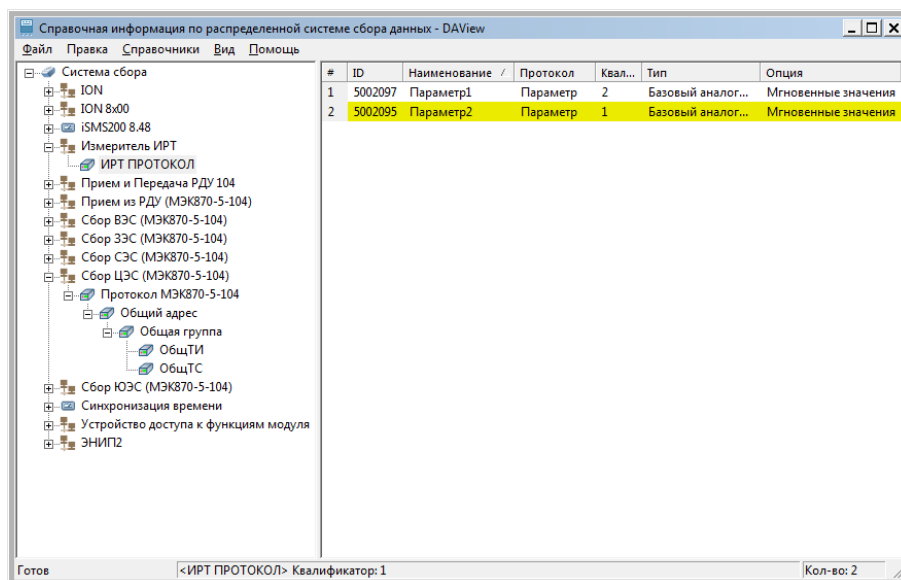 Справочная информация по распределенной системе сбора данных - DAView
Файл Правка Справочники Вид Помощь
Система сбора
ION
ION 8x00
iSMS200 8.48
Измеритель ИРТ
ИРТ ПРОТОКОЛ
Прием и Передача РДУ 104
Прием из РДУ (МЭК870-5-104)
Сбор ВЭС (МЭК870-5-104)
Сбор ЗЭС (МЭК870-5-104)
Сбор СЭС (МЭК870-5-104)
Сбор ЦЭС (МЭК870-5-104)
Протокол МЭК870-5-104
Общий адрес
Общая группа
ОбщТИ
ОбщТС
Сбор ЮЭС (МЭК870-5-104)
Синхронизация времени
Устройство доступа к функциям модуля
ЭНИП2
# ID Наименование / Протокол Квал... Тип Опция
1 5002097 Параметр1 Параметр 2 Базовый аналог... Мгновенные значения
2 5002095 Параметр2 Параметр 1 Базовый аналог... Мгновенные значения
Готов <ИРТ ПРОТОКОЛ> Квалификатор: 1 Кол-во: 2